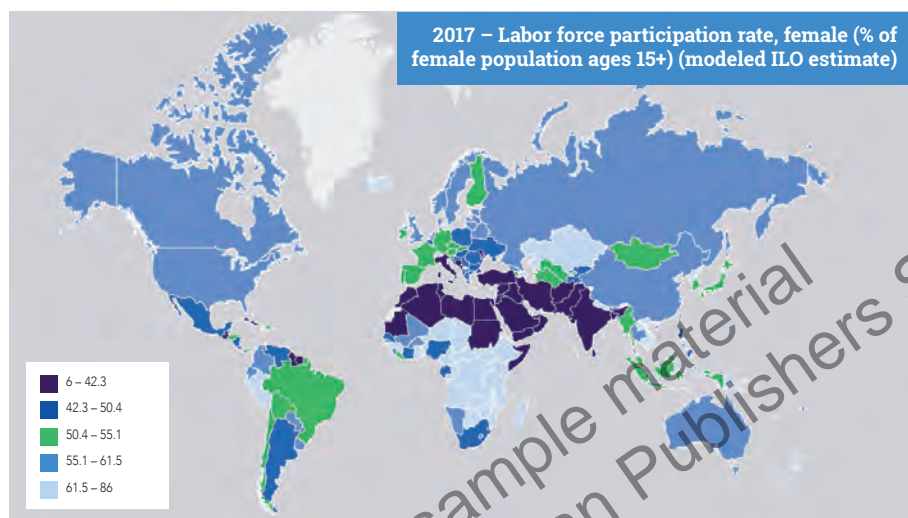 2017 – Labor force participation rate, female (% of
female population ages 15+) (modeled ILO estimate)
6 – 42.3
42.3 – 50.4
50.4 – 55.1
55.1 – 61.5
61.5 – 86
sample material
Publishers